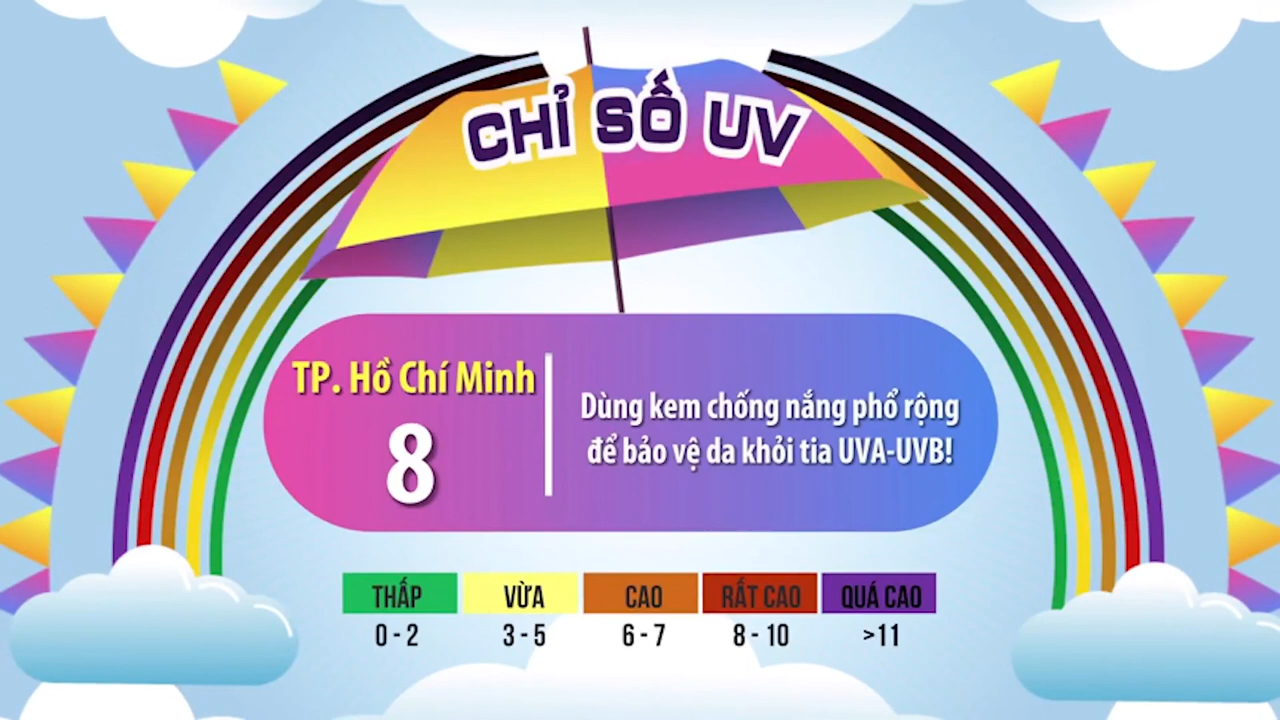 CHỈ SỐ UV
TP. Hồ Chí Minh
8
Dùng kem chống nắng phổ rộng
để bảo vệ da khỏi tia UVA-UVB!
THẤP VỪA CAO RẤT CAO QUÁ CAO
0 - 2 3 - 5 6 - 7 8 - 10 >11